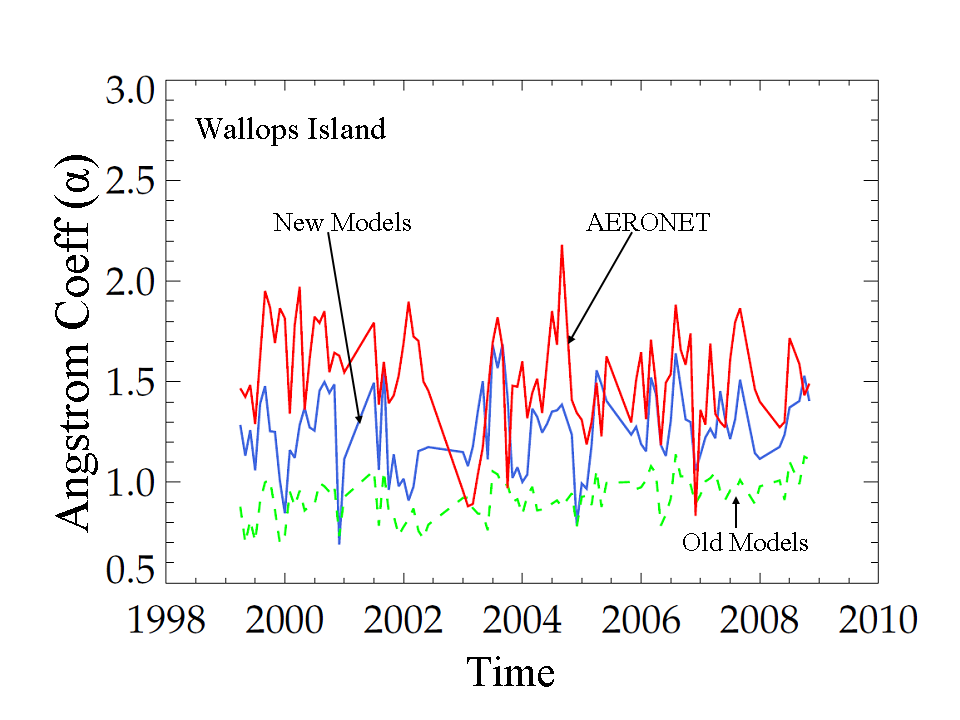 3.0
Wallops Island
2.5
New Models
AERONET
2.0
1.5
1.0
Old Models
0.5
Angstrom Coeff (α)
1998 2000 2002 2004 2006 2008 2010
Time